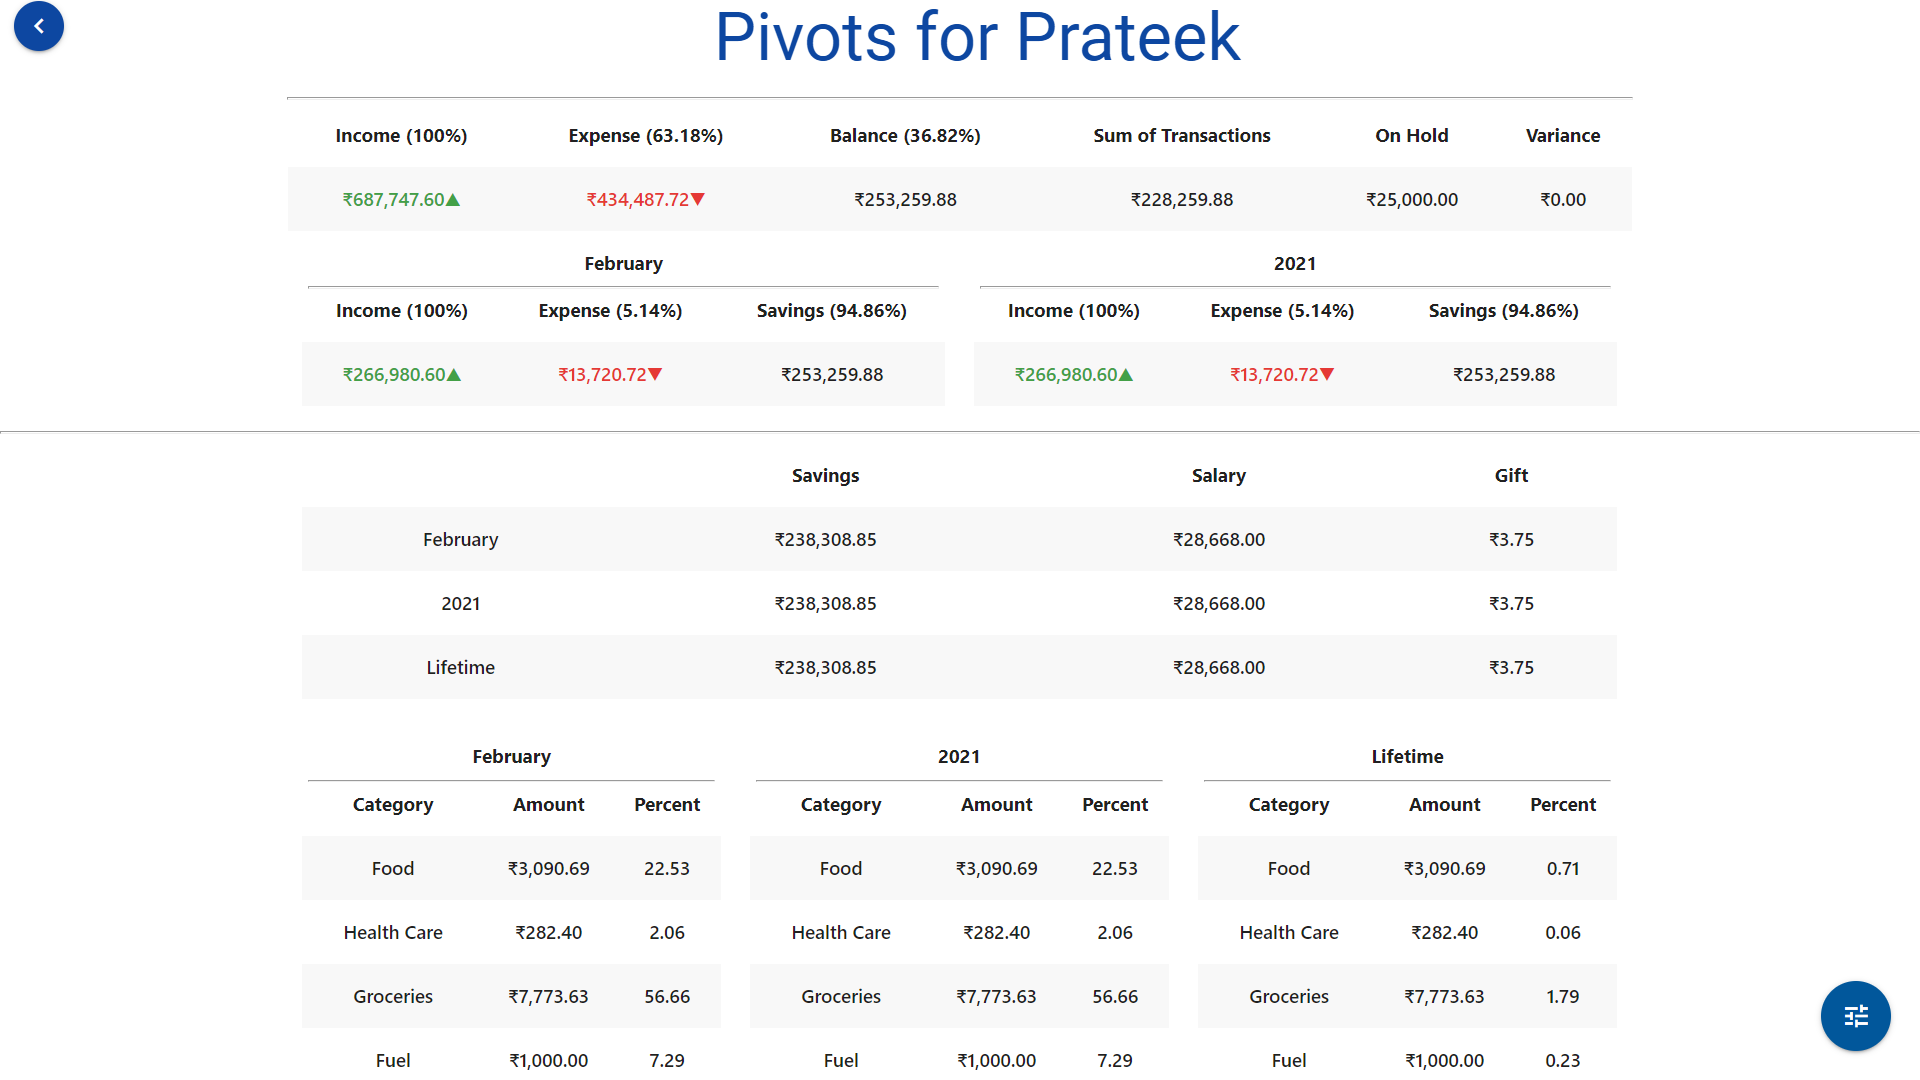 Pivots for Prateek
Income (100%) Expense (63.18%) Balance (36.82%) Sum of Transactions On Hold Variance
₹687,747.60▲ ₹434,487.72▼ ₹253,259.88 ₹228,259.88 ₹25,000.00 ₹0.00
February 2021
Income (100%) Expense (5.14%) Savings (94.86%) Income (100%) Expense (5.14%) Savings (94.86%)
₹266,980.60▲ ₹13,720.72▼ ₹253,259.88 ₹266,980.60▲ ₹13,720.72▼ ₹253,259.88
Savings Salary Gift
February ₹238,308.85 ₹28,668.00 ₹3.75
2021 ₹238,308.85 ₹28,668.00 ₹3.75
Lifetime ₹238,308.85 ₹28,668.00 ₹3.75
February 2021 Lifetime
Category Amount Percent Category Amount Percent Category Amount Percent
Food ₹3,090.69 22.53 Food ₹3,090.69 22.53 Food ₹3,090.69 0.71
Health Care ₹282.40 2.06 Health Care ₹282.40 2.06 Health Care ₹282.40 0.06
Groceries ₹7,773.63 56.66 Groceries ₹7,773.63 56.66 Groceries ₹7,773.63 1.79
Fuel ₹1,000.00 7.29 Fuel ₹1,000.00 7.29 Fuel ₹1,000.00 0.23